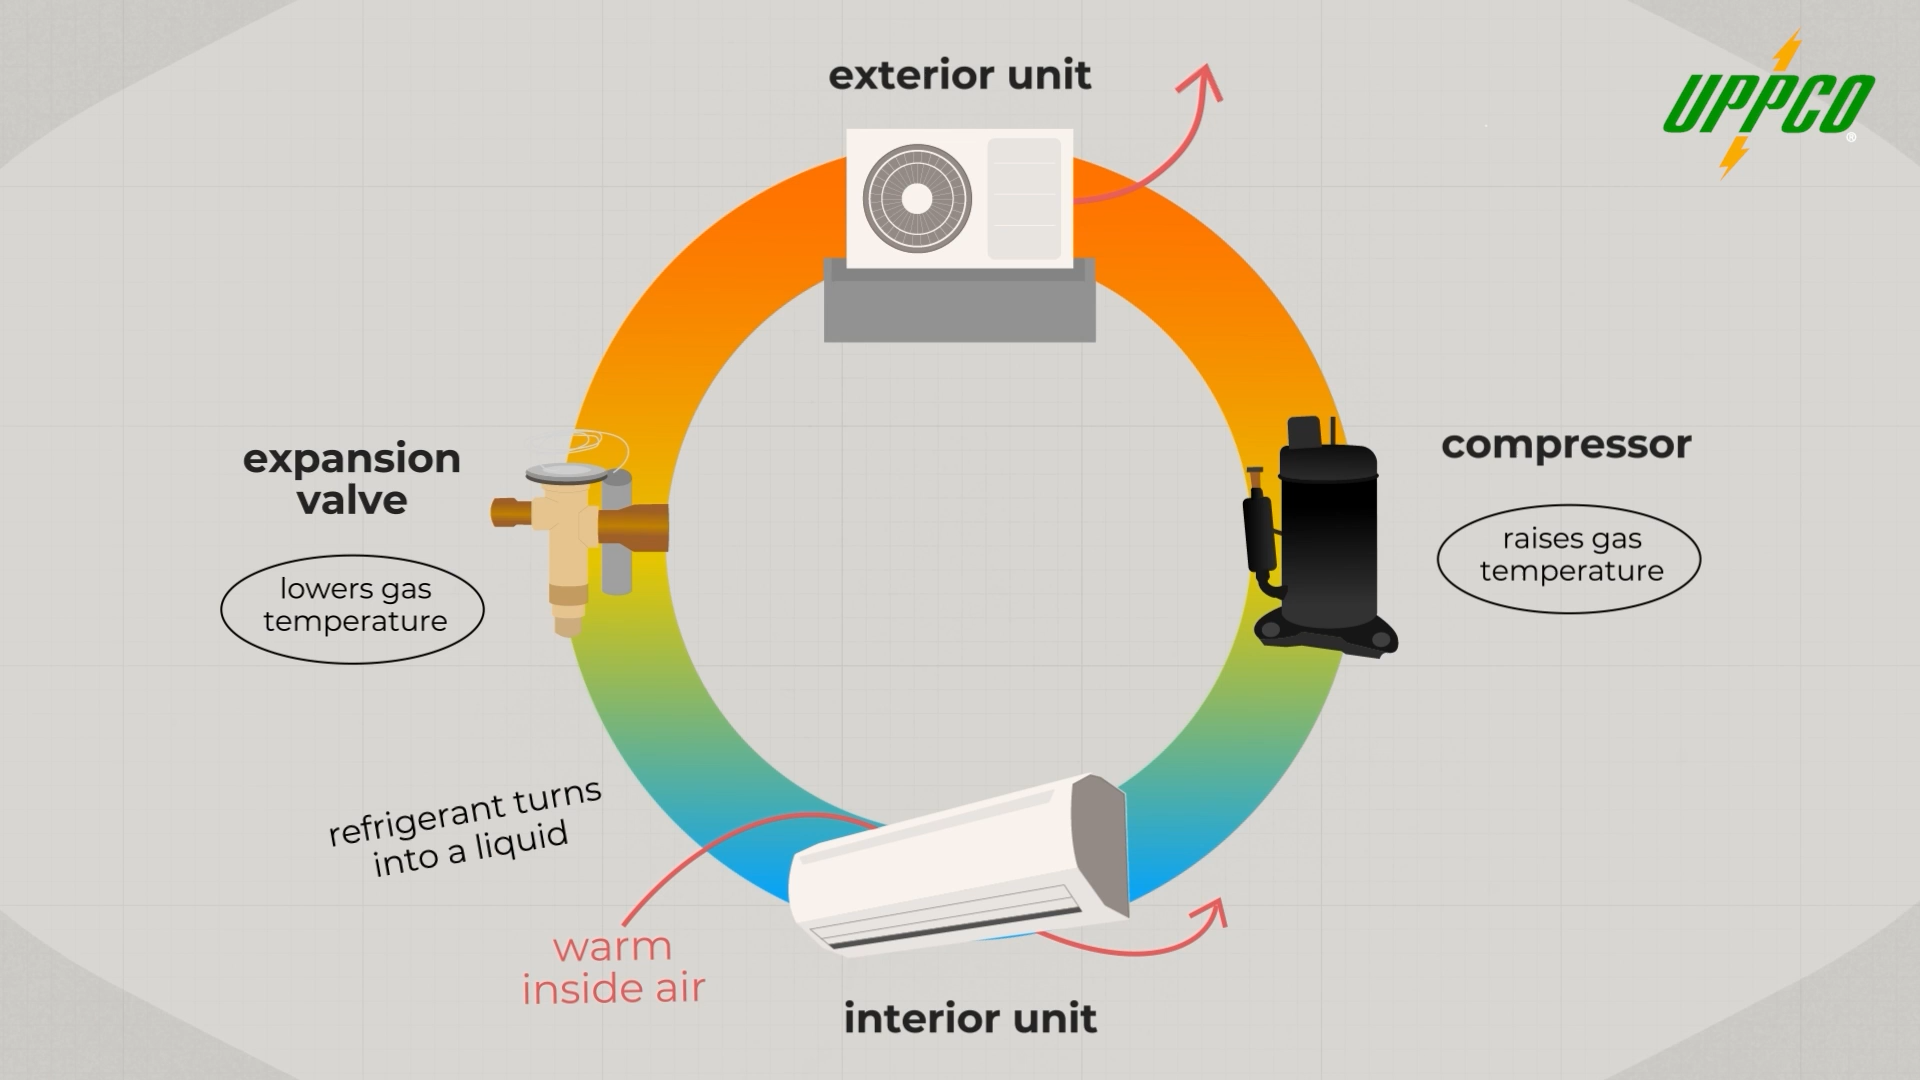 exterior unit
UPPCO
®
expansion
valve
lowers gas
temperature
compressor
raises gas
temperature
refrigerant turns
into a liquid
warm
inside air
interior unit